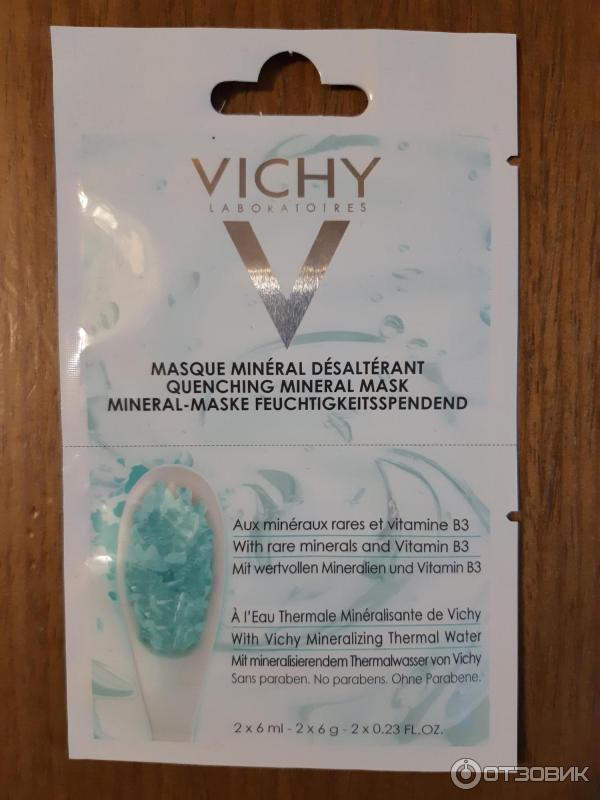 VICHY
LABORATOIRES
MASQUE MINÉRAL DÉSALTÉRANT
QUENCHING MINERAL MASK
MINERAL-MASKE FEUCHTIGKEITSSPENDEND
Aux minéraux rares et vitamine B3
With rare minerals and Vitamin B3
Mit wertvollen Mineralien und Vitamin B3
À l'Eau Thermale Minéralisante de Vichy
With Vichy Mineralizing Thermal Water
Mit mineralisierendem Thermalwasser von Vichy
Sans paraben. No parabens. Ohne Parabene.
2 x 6 ml - 2 x 6 g - 2 x 0.23 FL.OZ.
ОТЗОВИК